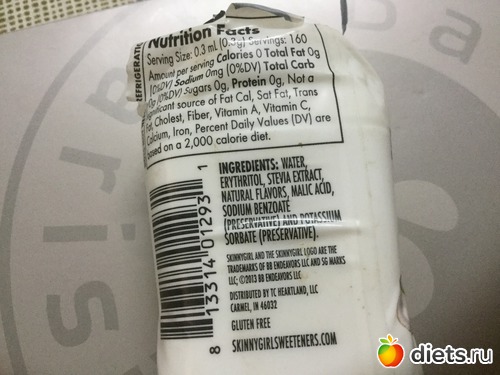 REFRIGERATI
Nutrition Facts
Serving Size: 0.3 mL (0.3g) Servings: 160
Amount per serving Calories 0 Total Fat 0g
(0%DV) Sodium 0mg (0%DV) Total Carb
0g (0%DV) Sugars 0g, Protein 0g, Not a
significant source of Fat Cal, Sat Fat, Trans
Fat, Cholest, Fiber, Vitamin A, Vitamin C,
Calcium, Iron, Percent Daily Values (DV) are
based on a 2,000 calorie diet.
INGREDIENTS: WATER,
ERYTHRITOL, STEVIA EXTRACT,
NATURAL FLAVORS, MALIC ACID,
SODIUM BENZOATE
(PRESERVATIVE) AND POTASSIUM
SORBATE (PRESERVATIVE).
SKINNYGIRL AND THE SKINNYGIRL LOGO ARE THE
TRADEMARKS OF BB ENDEAVORS LLC AND SG MARKS
LLC; ©2013 BB ENDEAVORS LLC
DISTRIBUTED BY TC HEARTLAND, LLC
CARMEL, IN 46032
GLUTEN FREE
SKINNYGIRLSWEETENERS.COM
8 13314 01293 1
diets.ru